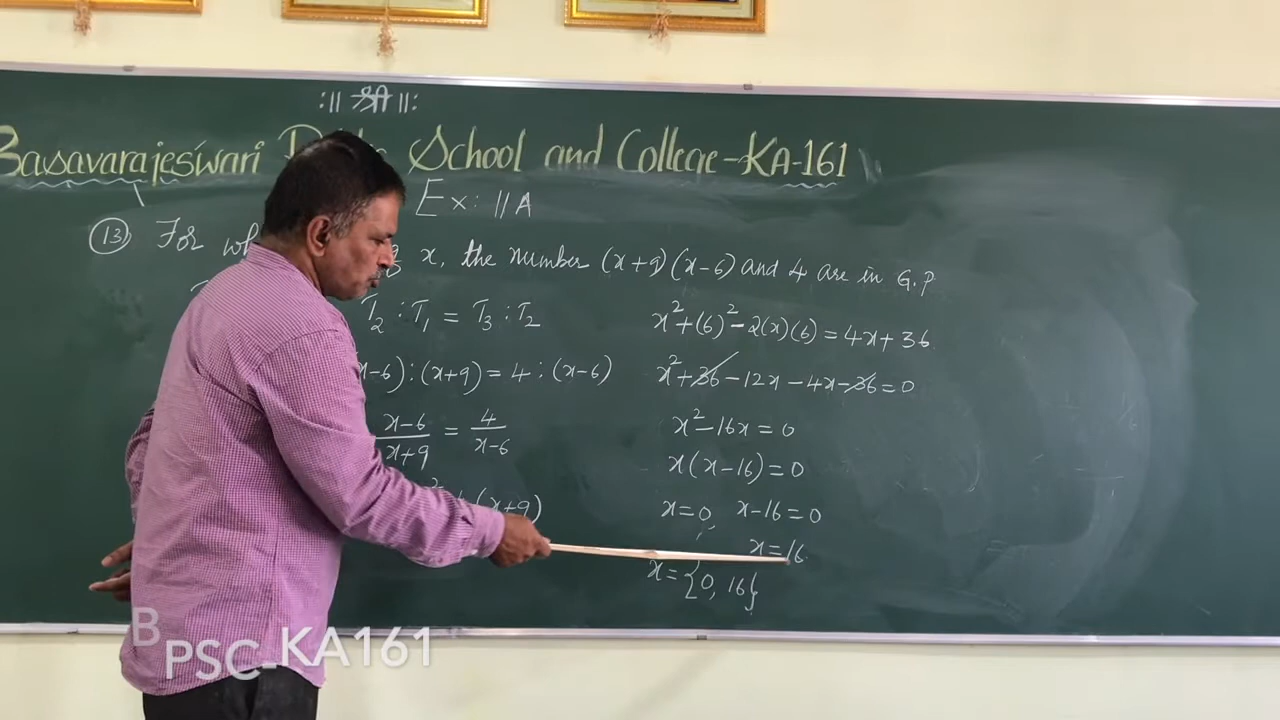 :॥ श्री ॥:
Basavarajeswari School and College-KA-161
Ex: 11A
(13) For x, the number (x+9)(x-6) and 4 are in G.P
T₂ : T₁ = T₃ : T₂
x-6) : (x+9) = 4 : (x-6)
x-6/x+9 = 4/x-6
(x+9)
x²+(6)²-2(x)(6) = 4x+36
x²+36-12x-4x-36=0
x²-16x=0
x(x-16)=0
x=0, x-16=0
x=16
x={0, 16}
BPSC-KA161